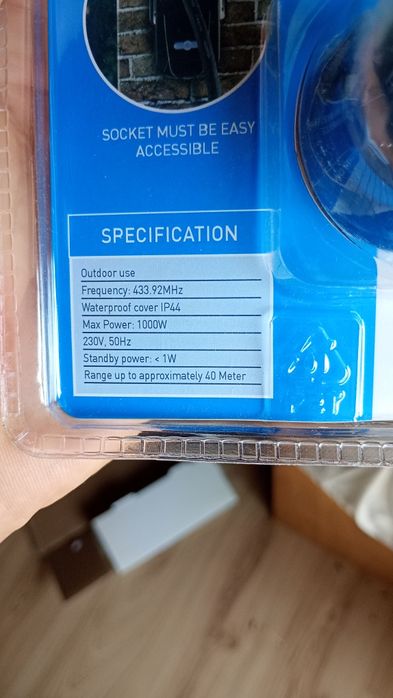 SOCKET MUST BE EASY
ACCESSIBLE
SPECIFICATION
Outdoor use
Frequency: 433.92MHz
Waterproof cover IP44
Max Power: 1000W
230V, 50Hz
Standby power: < 1W
Range up to approximately 40 Meter